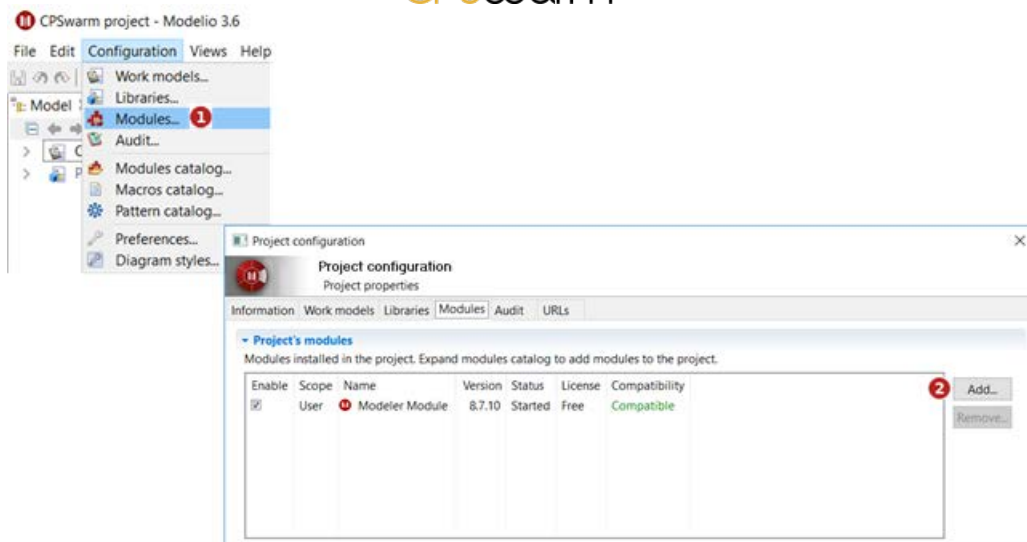 CPSwarm project - Modelio 3.6
File Edit Configuration Views Help
Work models...
Libraries...
Modules... 1
Audit...
Modules catalog...
Macros catalog...
Pattern catalog...
Preferences...
Diagram styles...
Model
C
P
Project configuration
Project configuration
Project properties
Information Work models Libraries Modules Audit URLs
Project's modules
Modules installed in the project. Expand modules catalog to add modules to the project.
Enable Scope Name Version Status License Compatibility
User Modeler Module 8.7.10 Started Free Compatible
2 Add...
Remove...